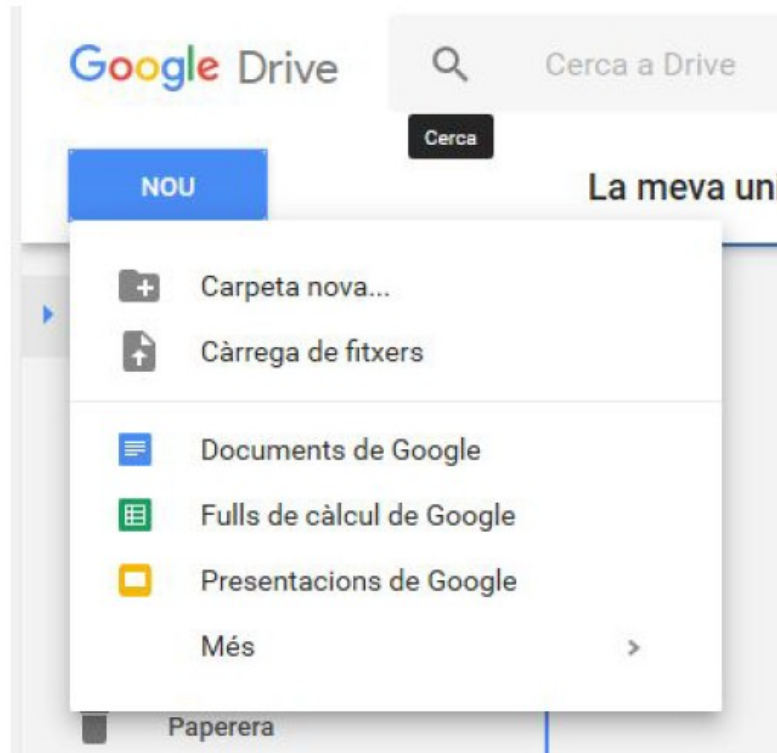 Google Drive
Cerca a Drive
Cerca
NOU
La meva
Carpeta nova...
Càrrega de fitxers
Documents de Google
Fulls de càlcul de Google
Presentacions de Google
Més
Paperera